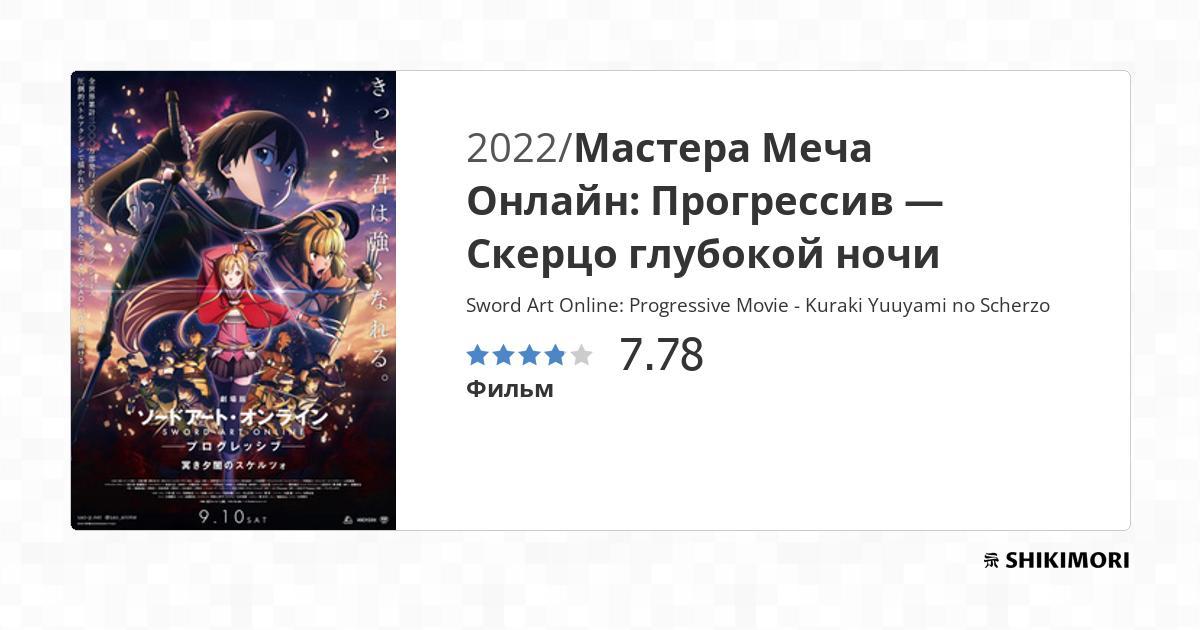 きっと、君は強くなれる。
劇場版
ソードアート・オンライン
SWORD ART ONLINE
プログレッシブ
冥き夕闇のスケルツォ
9.10 SAT
2022/Мастера Меча
Онлайн: Прогрессив —
Скерцо глубокой ночи
Sword Art Online: Progressive Movie - Kuraki Yuuyami no Scherzo
7.78
Фильм
SHIKIMORI